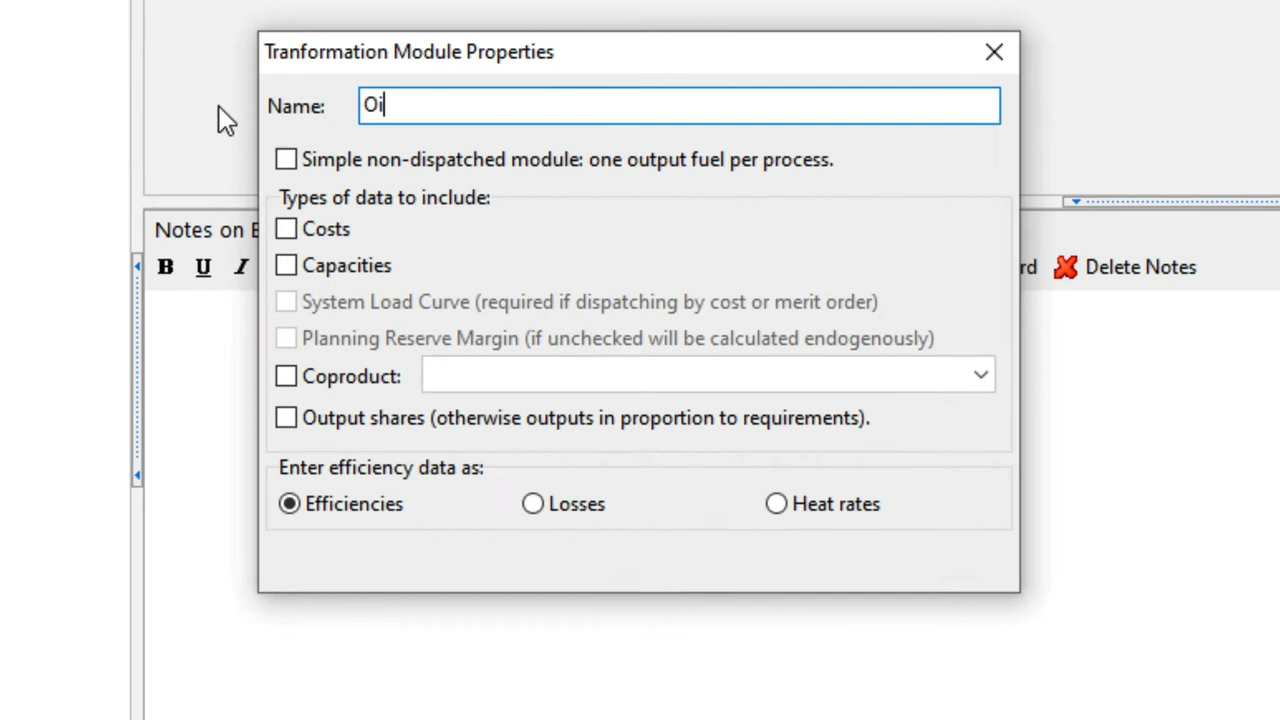 Tranformation Module Properties
Name: Oi
Simple non-dispatched module: one output fuel per process.
Types of data to include:
Notes on E
Costs
B U I
Capacities
rd Delete Notes
System Load Curve (required if dispatching by cost or merit order)
Planning Reserve Margin (if unchecked will be calculated endogenously)
Coproduct:
Output shares (otherwise outputs in proportion to requirements).
Enter efficiency data as:
Efficiencies Losses Heat rates